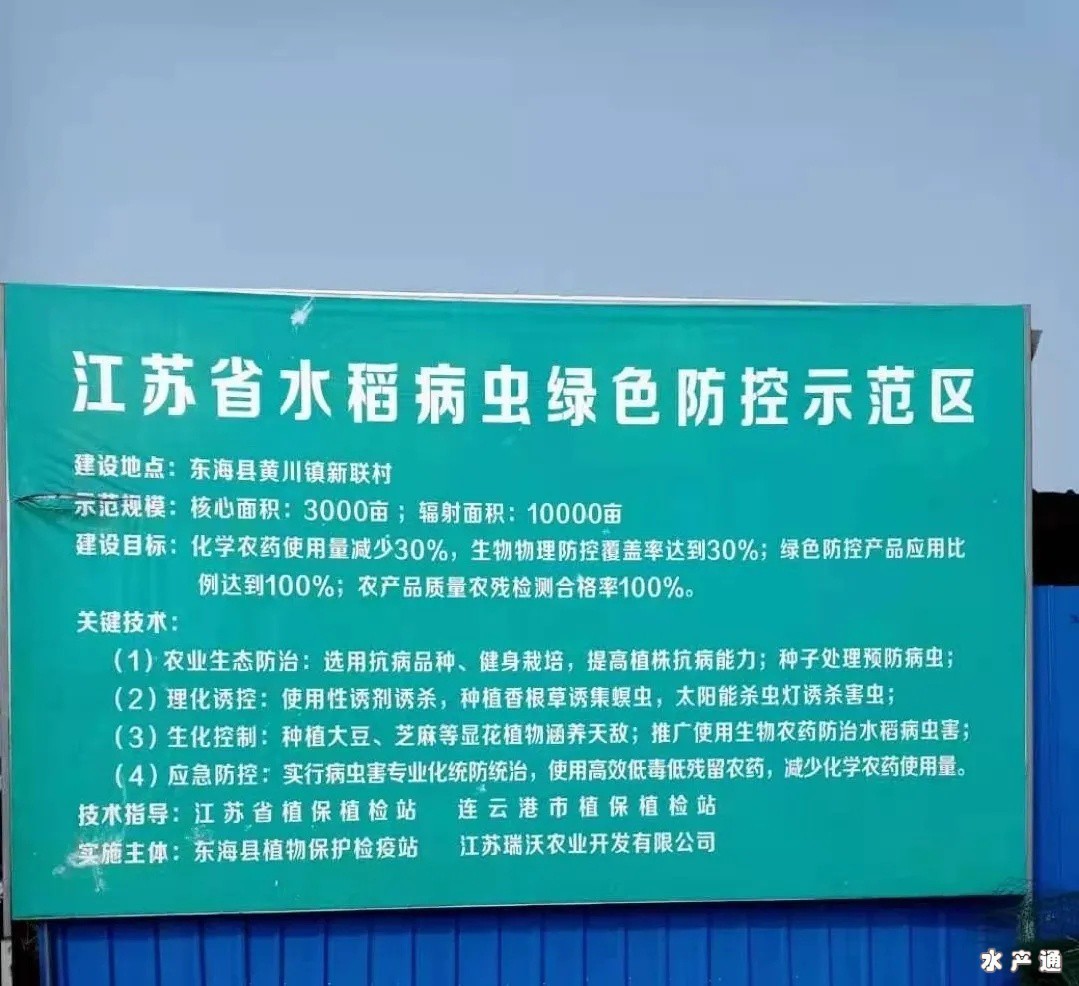 江苏省水稻病虫绿色防控示范区
建设地点：东海县黄川镇新联村
示范规模：核心面积：3000亩；辐射面积：10000亩
建设目标：化学农药使用量减少30%，生物物理防控覆盖率达到30%；绿色防控产品应用比
例达到100%；农产品质量农残检测合格率100%。
关键技术：
（1）农业生态防治：选用抗病品种、健身栽培，提高植株抗病能力；种子处理预防病虫；
（2）理化诱控：使用性诱剂诱杀，种植香根草诱集螟虫，太阳能杀虫灯诱杀害虫；
（3）生化控制：种植大豆、芝麻等显花植物涵养天敌；推广使用生物农药防治水稻病虫害；
（4）应急防控：实行病虫害专业化统防统治，使用高效低毒低残留农药，减少化学农药使用量。
技术指导：江苏省植保植检站 连云港市植保植检站
实施主体：东海县植物保护检疫站 江苏瑞沃农业开发有限公司
水产通